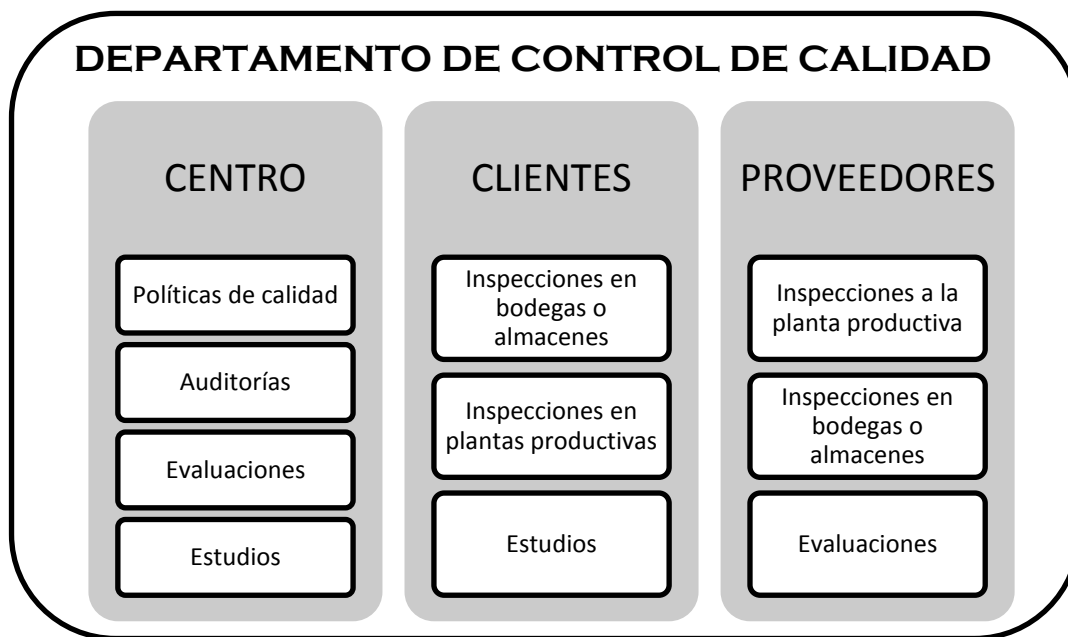 DEPARTAMENTO DE CONTROL DE CALIDAD
CENTRO
Políticas de calidad
Auditorías
Evaluaciones
Estudios
CLIENTES
Inspecciones en
bodegas o
almacenes
Inspecciones en
plantas productivas
Estudios
PROVEEDORES
Inspecciones a la
planta productiva
Inspecciones en
bodegas o
almacenes
Evaluaciones